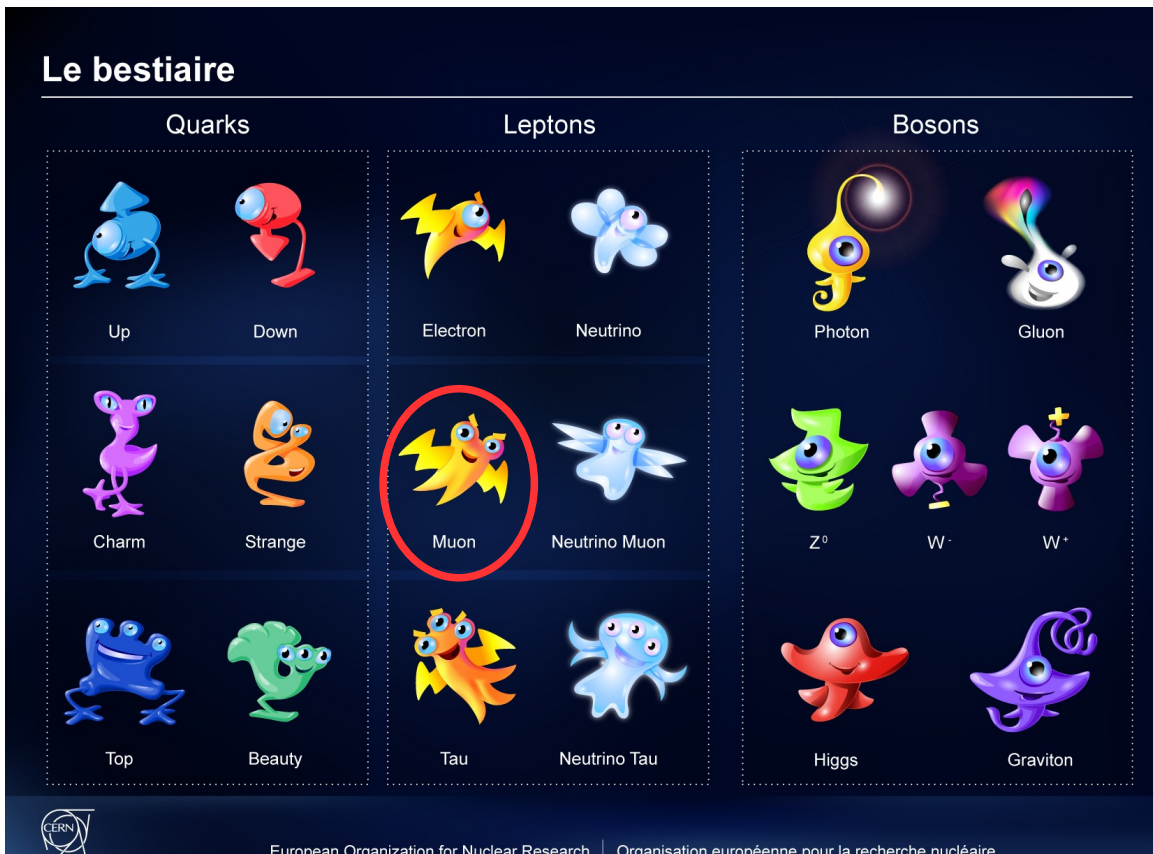 Le bestiaire
Quarks Leptons Bosons
Up Down Electron Neutrino Photon Gluon
Charm Strange Muon Neutrino Muon Z⁰ W⁻ W⁺
Top Beauty Tau Neutrino Tau Higgs Graviton
CERN
European Organization for Nuclear Research | Organisation européenne pour la recherche nucléaire